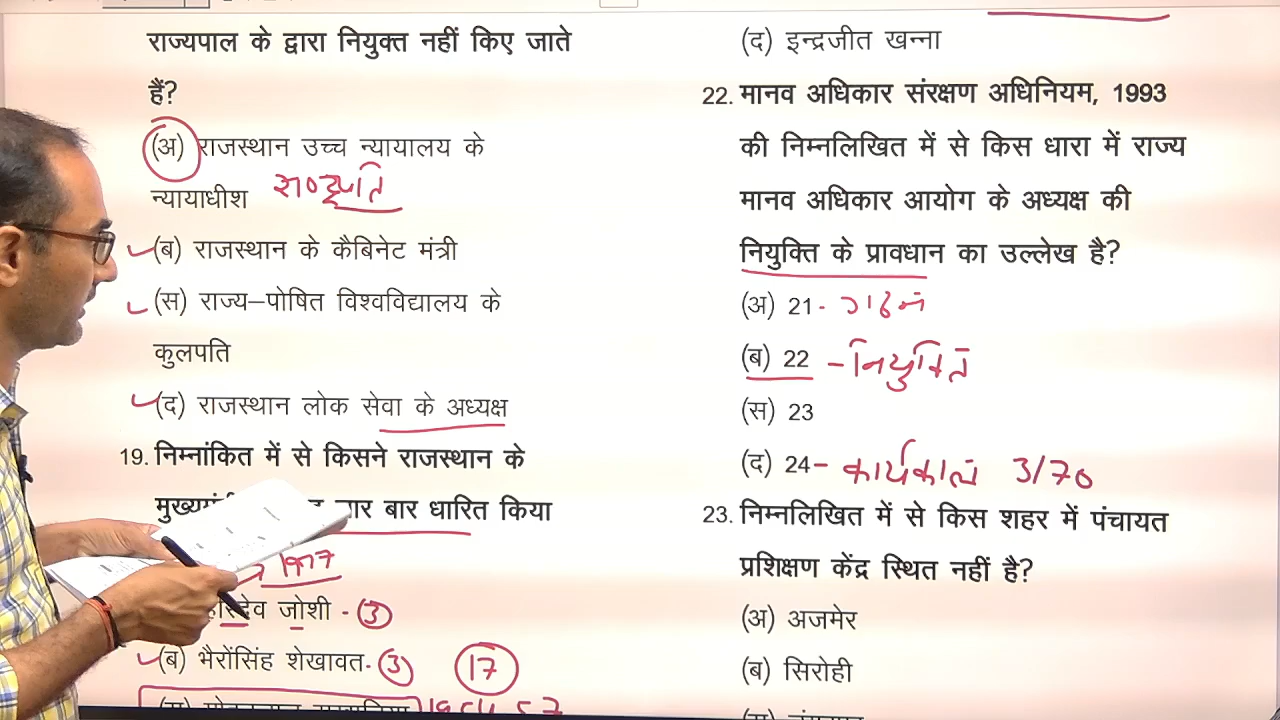 राज्यपाल के द्वारा नियुक्त नहीं किए जाते
हैं?
(अ) राजस्थान उच्च न्यायालय के
न्यायाधीश
(ब) राजस्थान के कैबिनेट मंत्री
(स) राज्य–पोषित विश्वविद्यालय के
कुलपति
(द) राजस्थान लोक सेवा के अध्यक्ष
19. निम्नांकित में से किसने राजस्थान के
बार धारित किया
1977
जोशी - 3
(ब) भैरोंसिंह शेखावत- 3 17
(द) इन्द्रजीत खन्ना
22. मानव अधिकार संरक्षण अधिनियम, 1993
की निम्नलिखित में से किस धारा में राज्य
मानव अधिकार आयोग के अध्यक्ष की
नियुक्ति के प्रावधान का उल्लेख है?
(अ) 21 - गठन
(ब) 22 – नियुक्ति
(स) 23
(द) 24 – कार्यकाल 3/70
23. निम्नलिखित में से किस शहर में पंचायत
प्रशिक्षण केंद्र स्थित नहीं है?
(अ) अजमेर
(ब) सिरोही